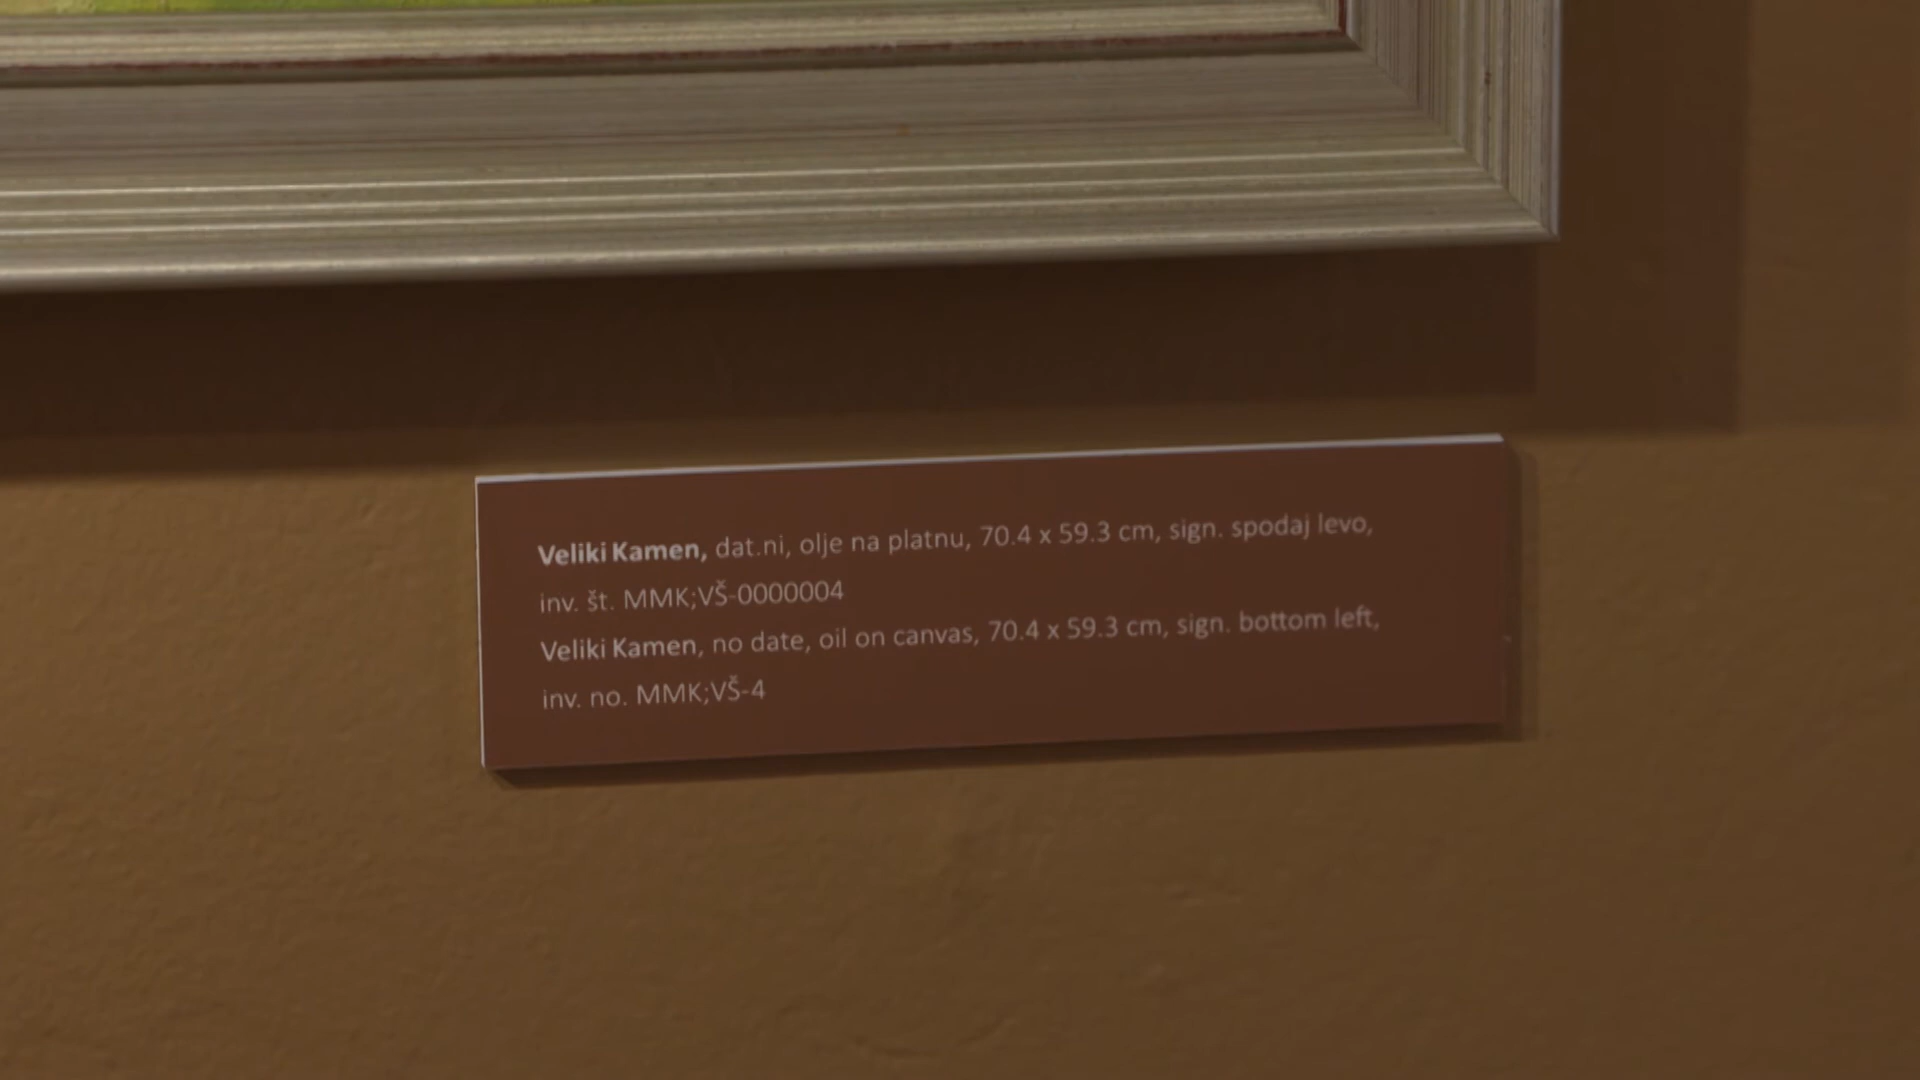 Veliki Kamen, dat.ni, olje na platnu, 70.4 x 59.3 cm, sign. spodaj levo,
inv. št. MMK;VŠ-0000004
Veliki Kamen, no date, oil on canvas, 70.4 x 59.3 cm, sign. bottom left,
inv. no. MMK;VŠ-4